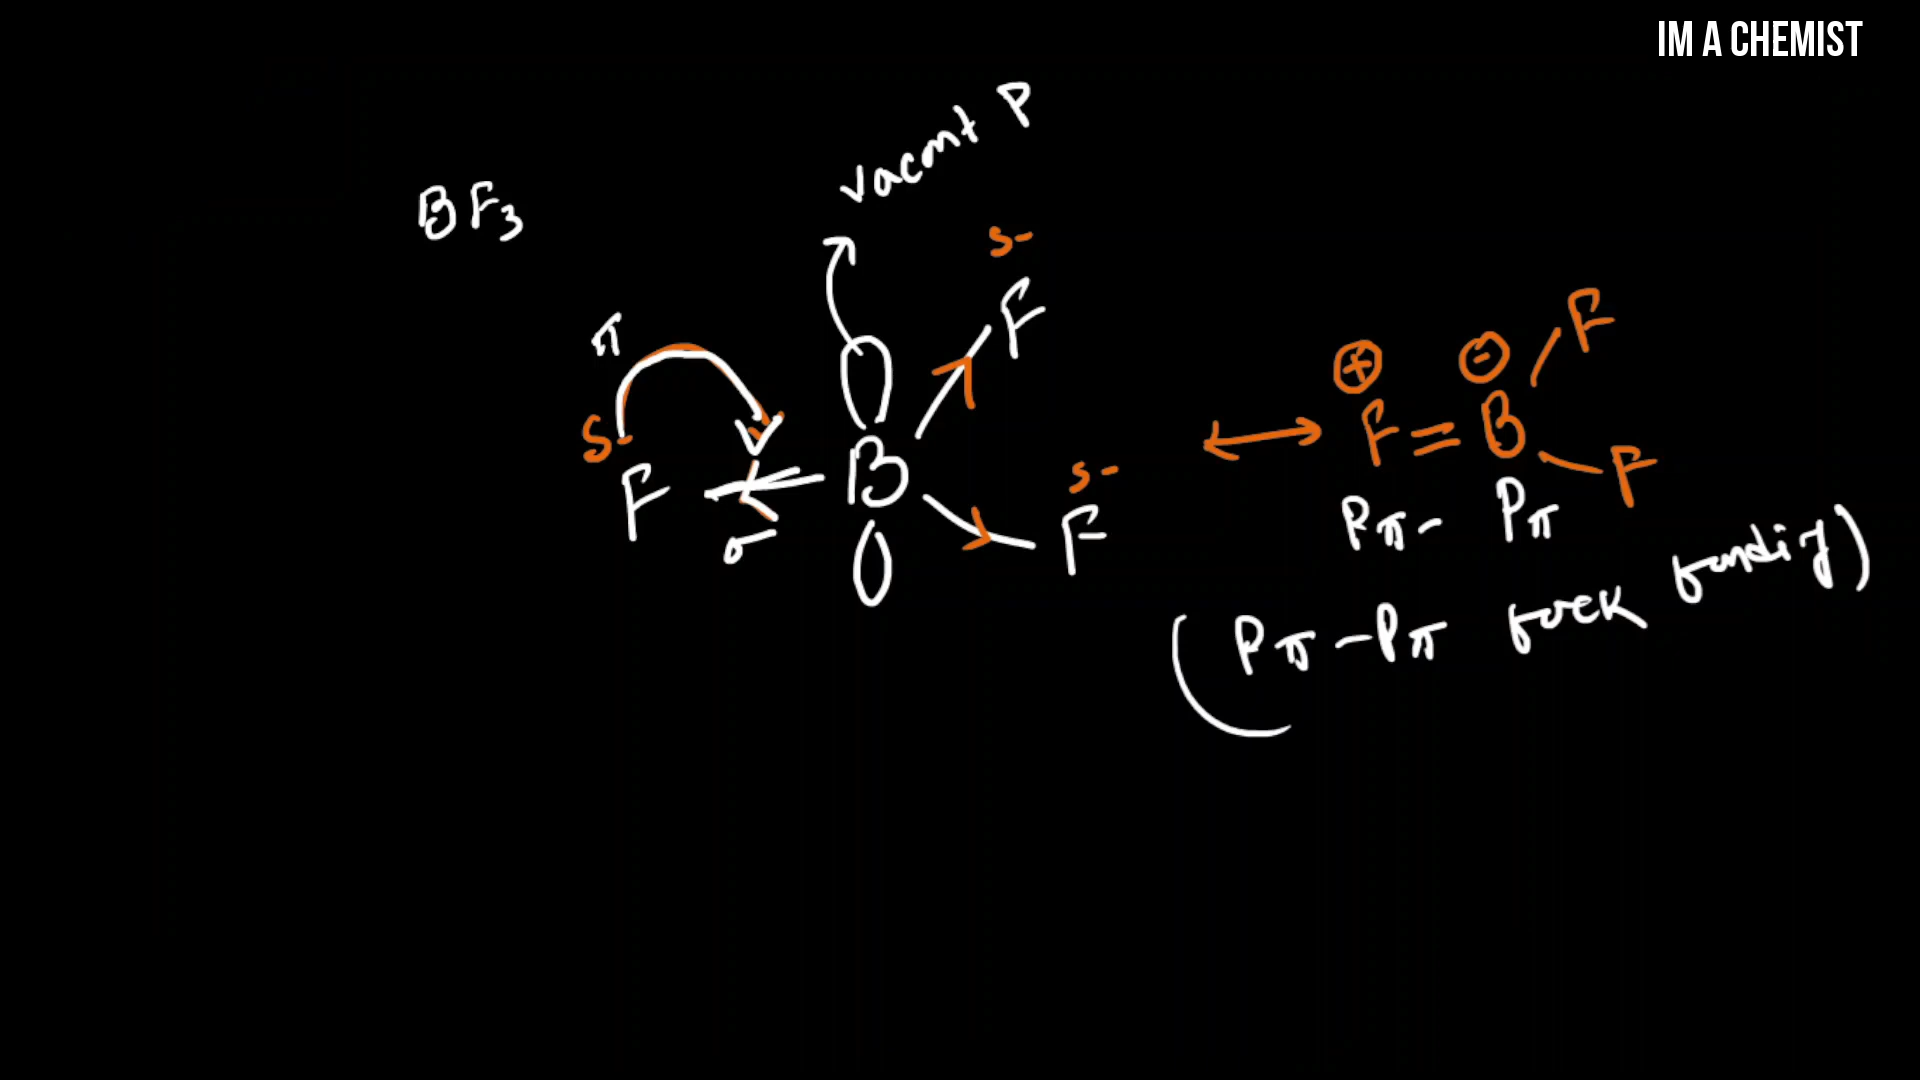 IM A CHEMIST
vacant P
BF3
δ-
F
π
δ-
F
B
σ
δ-
F
⊕
F = B
⊖
F
F
Pπ - Pπ
(Pπ - Pπ back bonding)